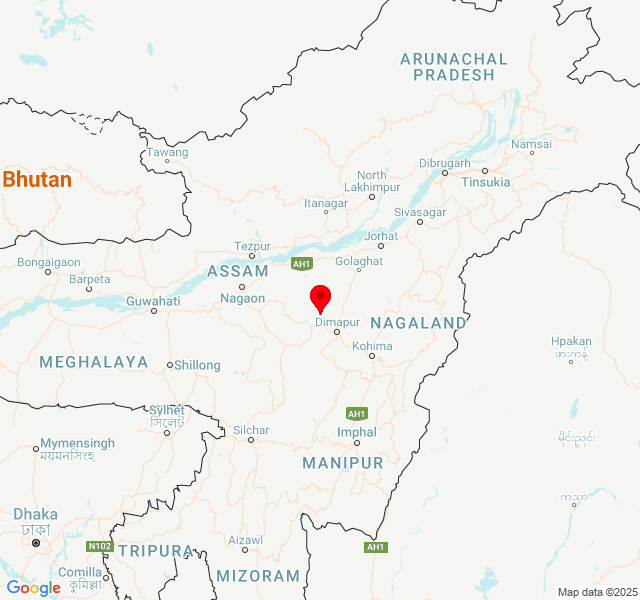 ARUNACHAL
PRADESH
Namsai
Tawang
Dibrugarh
Tinsukia
Bhutan
North
Lakhimpur
Itanagar
Sivasagar
Jorhat
Tezpur
Bongaigaon
ASSAM
AH1
Golaghat
Barpeta
Nagaon
Guwahati
Dimapur
NAGALAND
Hpakan
ဖားကန့်
Kohima
MEGHALAYA
Shillong
Sylhet
সিলেট
AH1
Silchar
Imphal
Mymensingh
ময়মনসিংহ
MANIPUR
Dhaka
ঢাকা
Aizawl
N102
TRIPURA
AH1
Comilla
কুমিল্লা
MIZORAM
Google
Map data ©2025